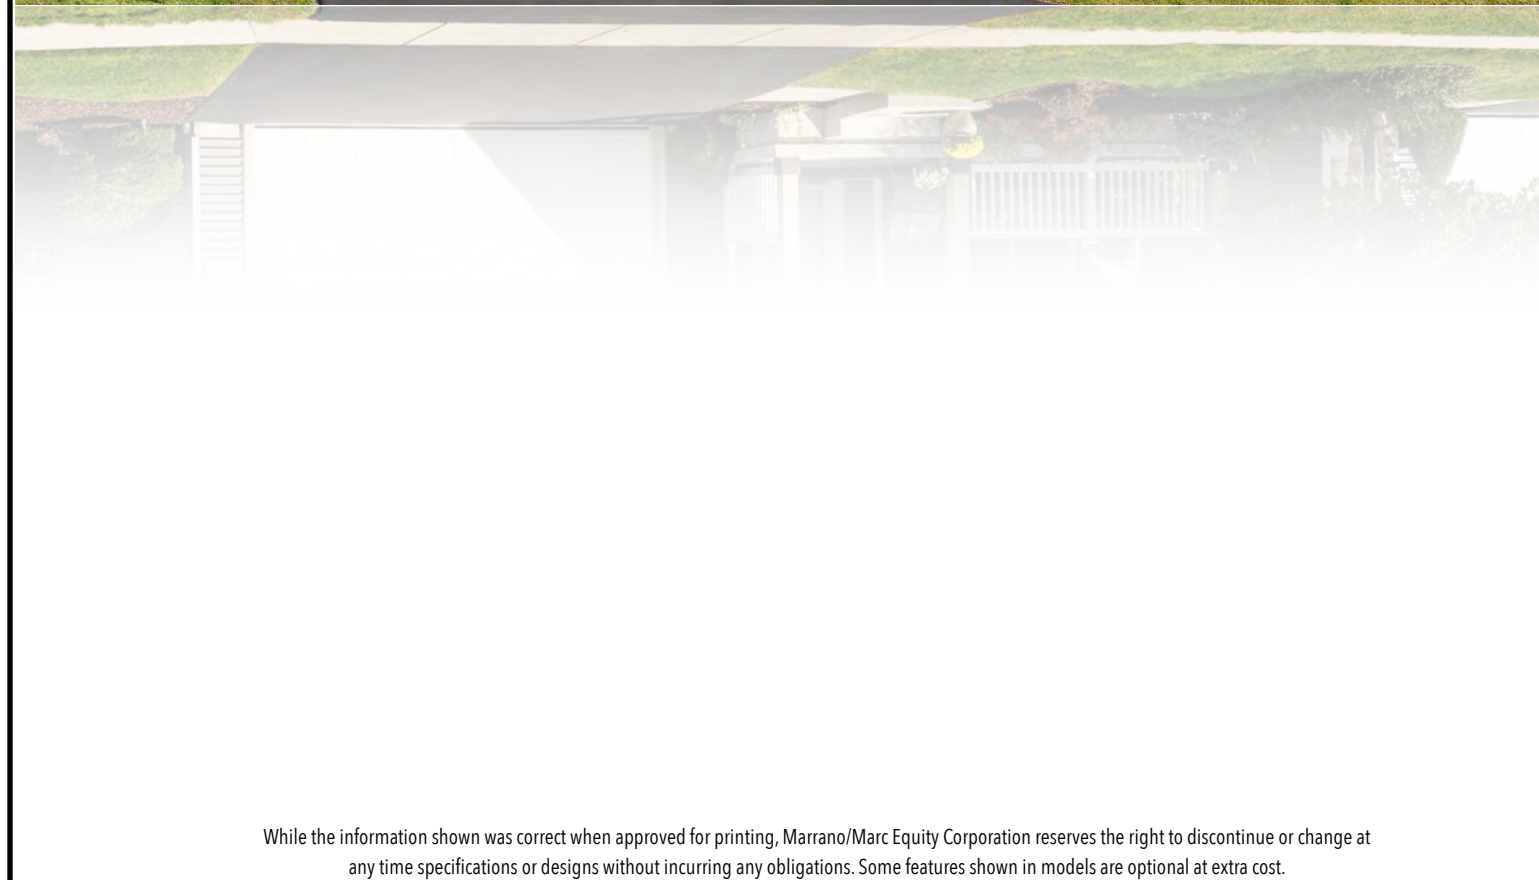 While the information shown was correct when approved for printing, Marrano/Marc Equity Corporation reserves the right to discontinue or change at
any time specifications or designs without incurring any obligations. Some features shown in models are optional at extra cost.